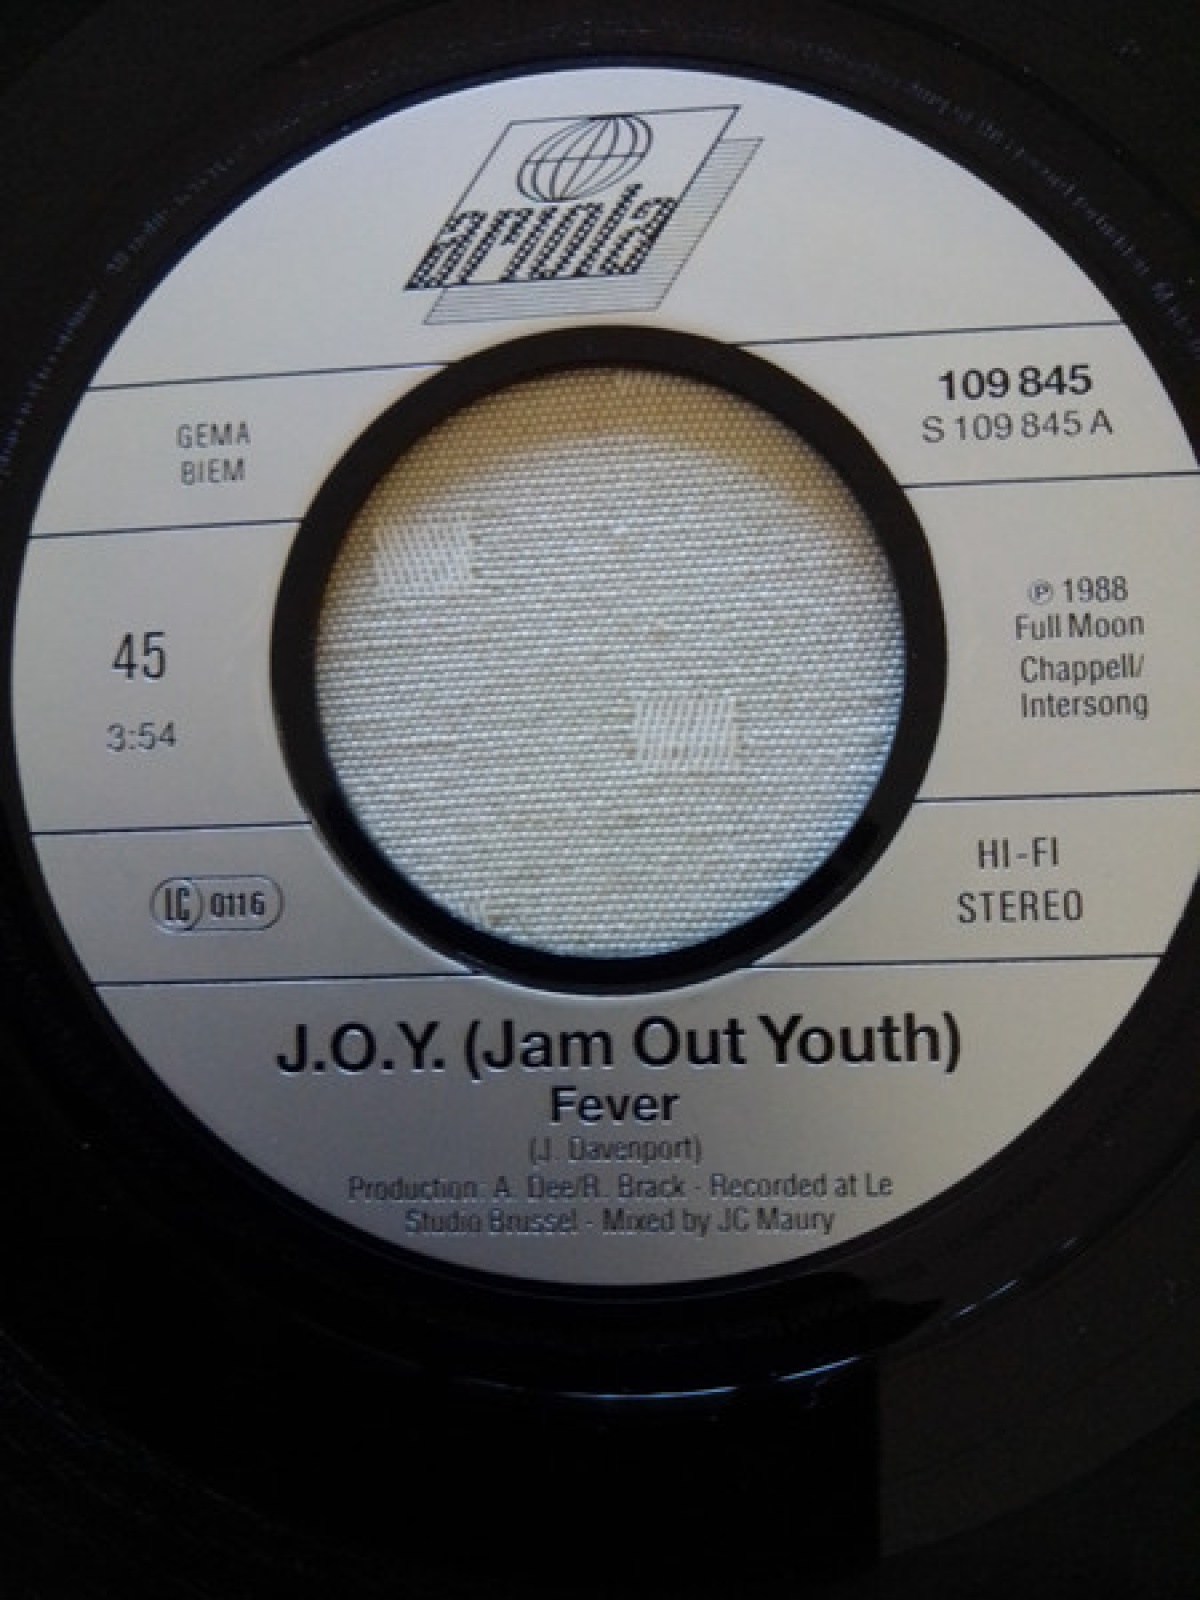 ariola
109 845
S 109 845 A
GEMA
BIEM
45
3:54
℗ 1988
Full Moon
Chappell/
Intersong
LC 0116
HI-FI
STEREO
J.O.Y. (Jam Out Youth)
Fever
(J. Davenport)
Production: A. Dee/R. Brack - Recorded at Le
Studio Brussel - Mixed by JC Maury